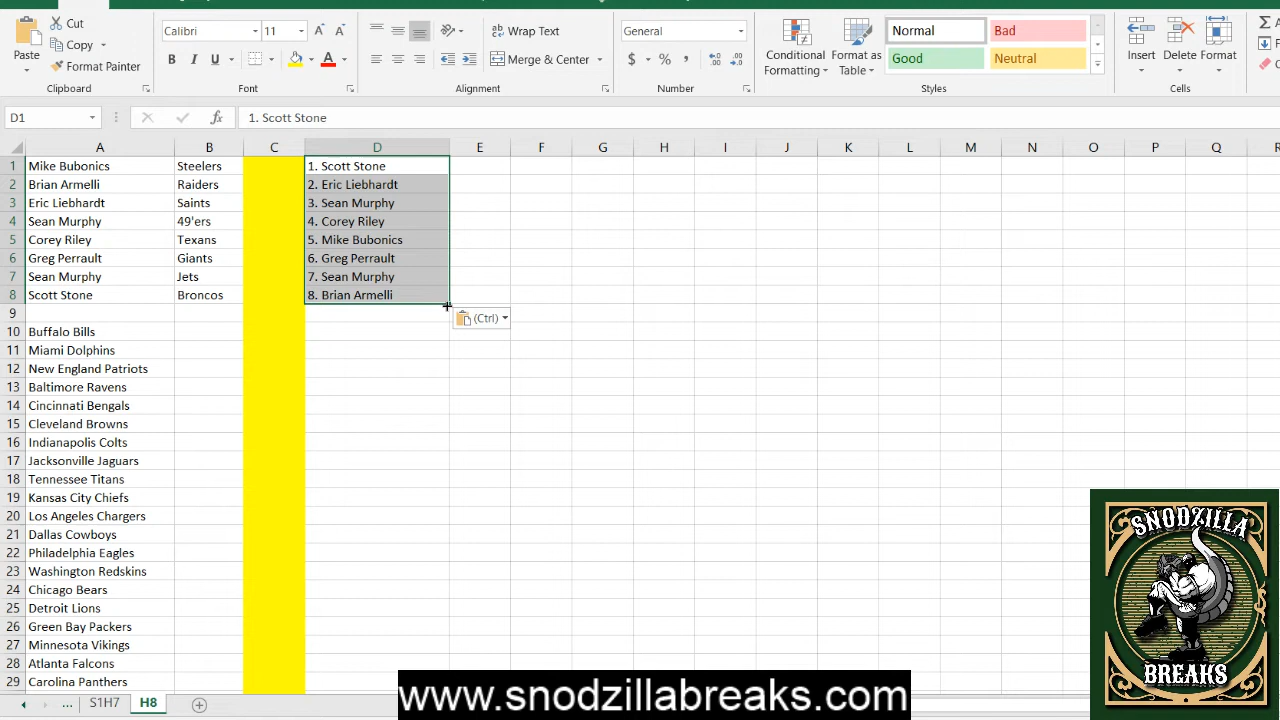 Cut
Copy
Format Painter
Paste
Clipboard
Calibri 11
B I U A
Font
ab Wrap Text
Merge & Center
Alignment
General
$ % ,
Number
Conditional Formatting
Format as Table
Normal Bad
Good Neutral
Styles
Insert Delete Format
Cells
D1 fx 1. Scott Stone
A B C D E F G H I J K L M N O P Q R
1 Mike Bubonics Steelers 1. Scott Stone
2 Brian Armelli Raiders 2. Eric Liebhardt
3 Eric Liebhardt Saints 3. Sean Murphy
4 Sean Murphy 49'ers 4. Corey Riley
5 Corey Riley Texans 5. Mike Bubonics
6 Greg Perrault Giants 6. Greg Perrault
7 Sean Murphy Jets 7. Sean Murphy
8 Scott Stone Broncos 8. Brian Armelli
9
(Ctrl)
10 Buffalo Bills
11 Miami Dolphins
12 New England Patriots
13 Baltimore Ravens
14 Cincinnati Bengals
15 Cleveland Browns
16 Indianapolis Colts
17 Jacksonville Jaguars
18 Tennessee Titans
19 Kansas City Chiefs
20 Los Angeles Chargers
21 Dallas Cowboys
22 Philadelphia Eagles
23 Washington Redskins
24 Chicago Bears
25 Detroit Lions
26 Green Bay Packers
27 Minnesota Vikings
28 Atlanta Falcons
29 Carolina Panthers
... S1H7 H8
www.snodzillabreaks.com
SNODZILLA
BREAKS